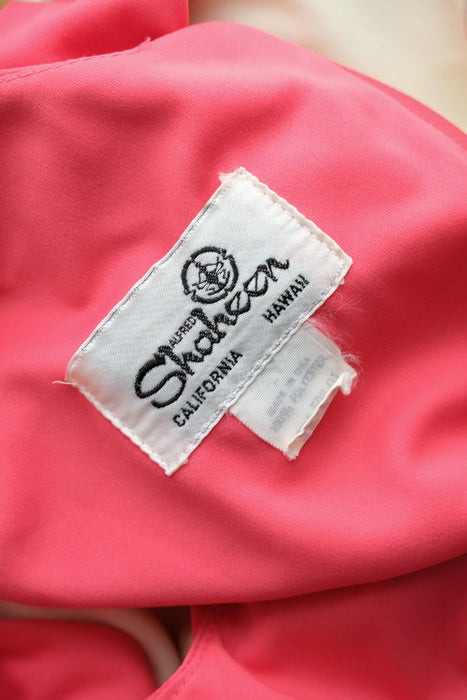 ALFRED
Shaheen
CALIFORNIA HAWAII
MADE IN USA
100% POLYESTER